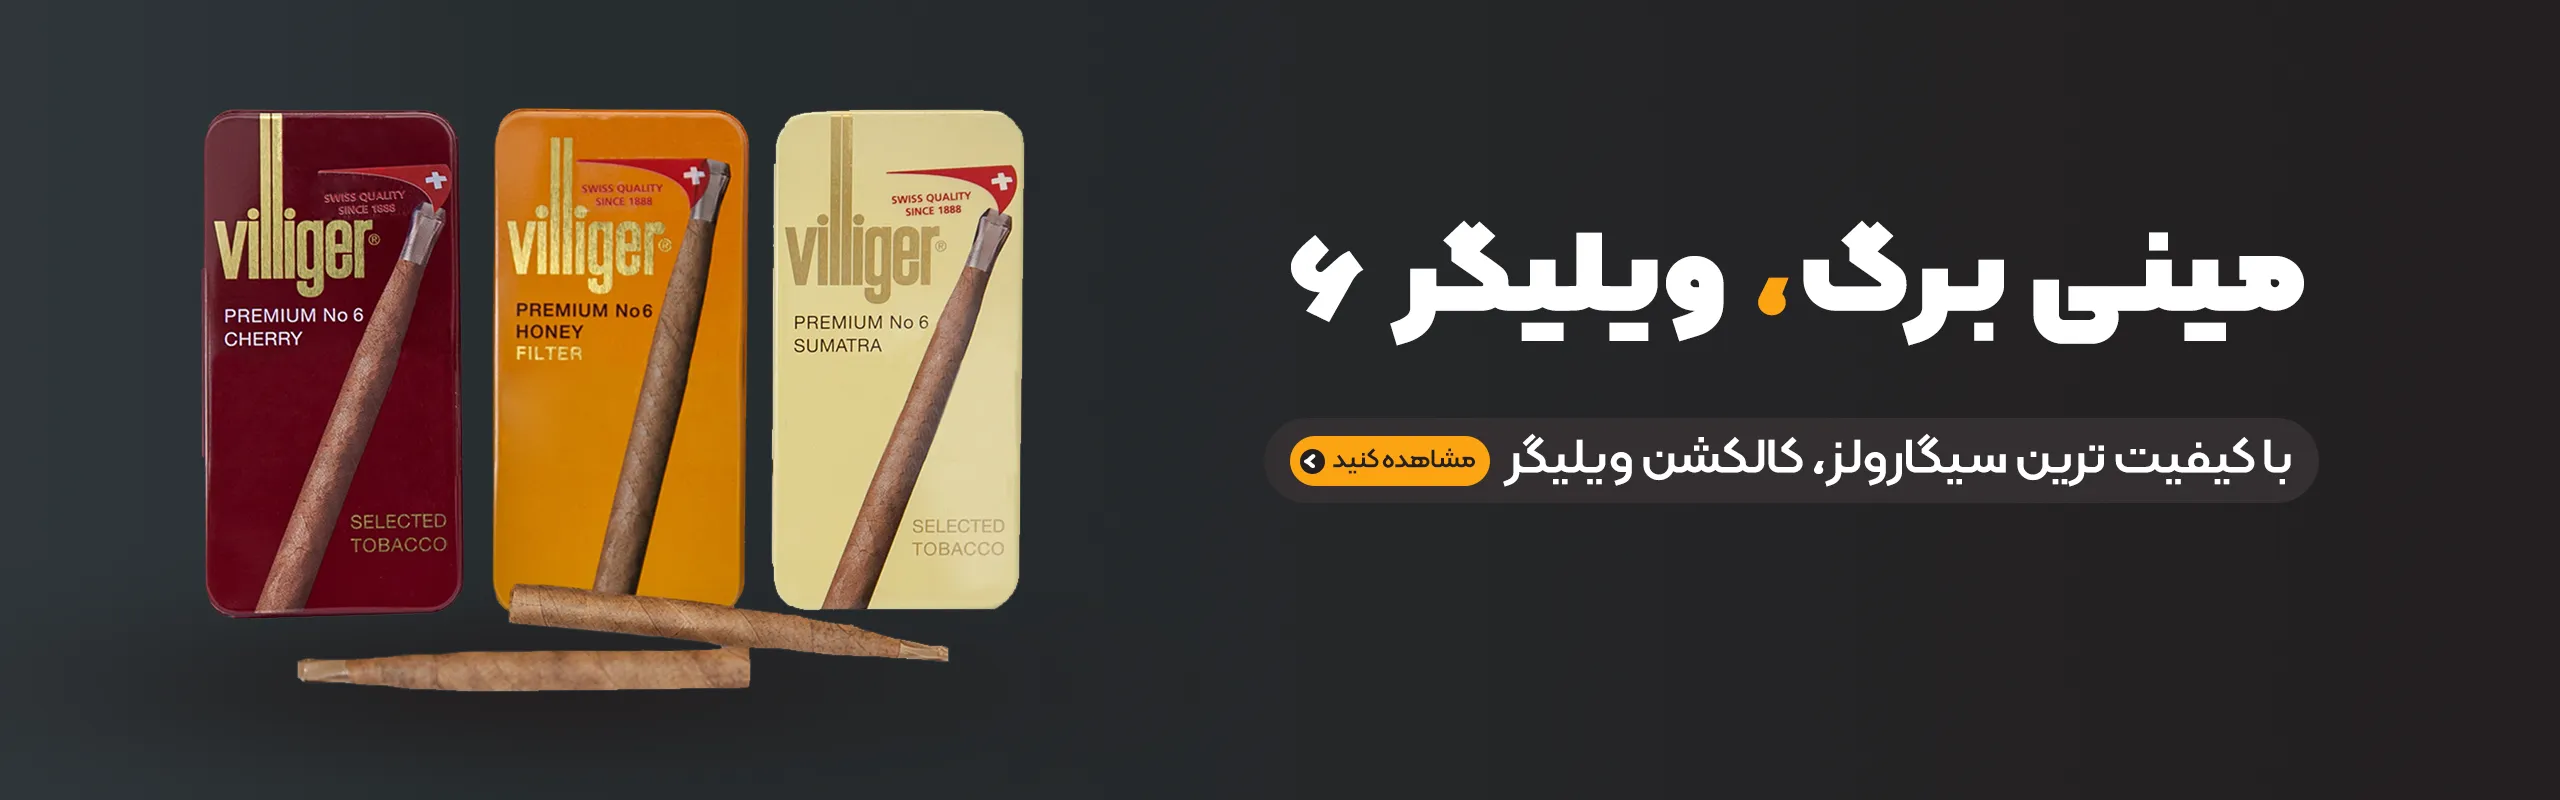 مینی برگ، ویلیگر ۶
با کیفیت ترین سیگارولز، کالکشن ویلیگر
مشاهده کنید
SWISS QUALITY
SINCE 1888
villiger®
PREMIUM No 6
CHERRY
SELECTED
TOBACCO
SWISS QUALITY
SINCE 1888
villiger®
PREMIUM No6
HONEY
FILTER
SWISS QUALITY
SINCE 1888
villiger®
PREMIUM No 6
SUMATRA
SELECTED
TOBACCO